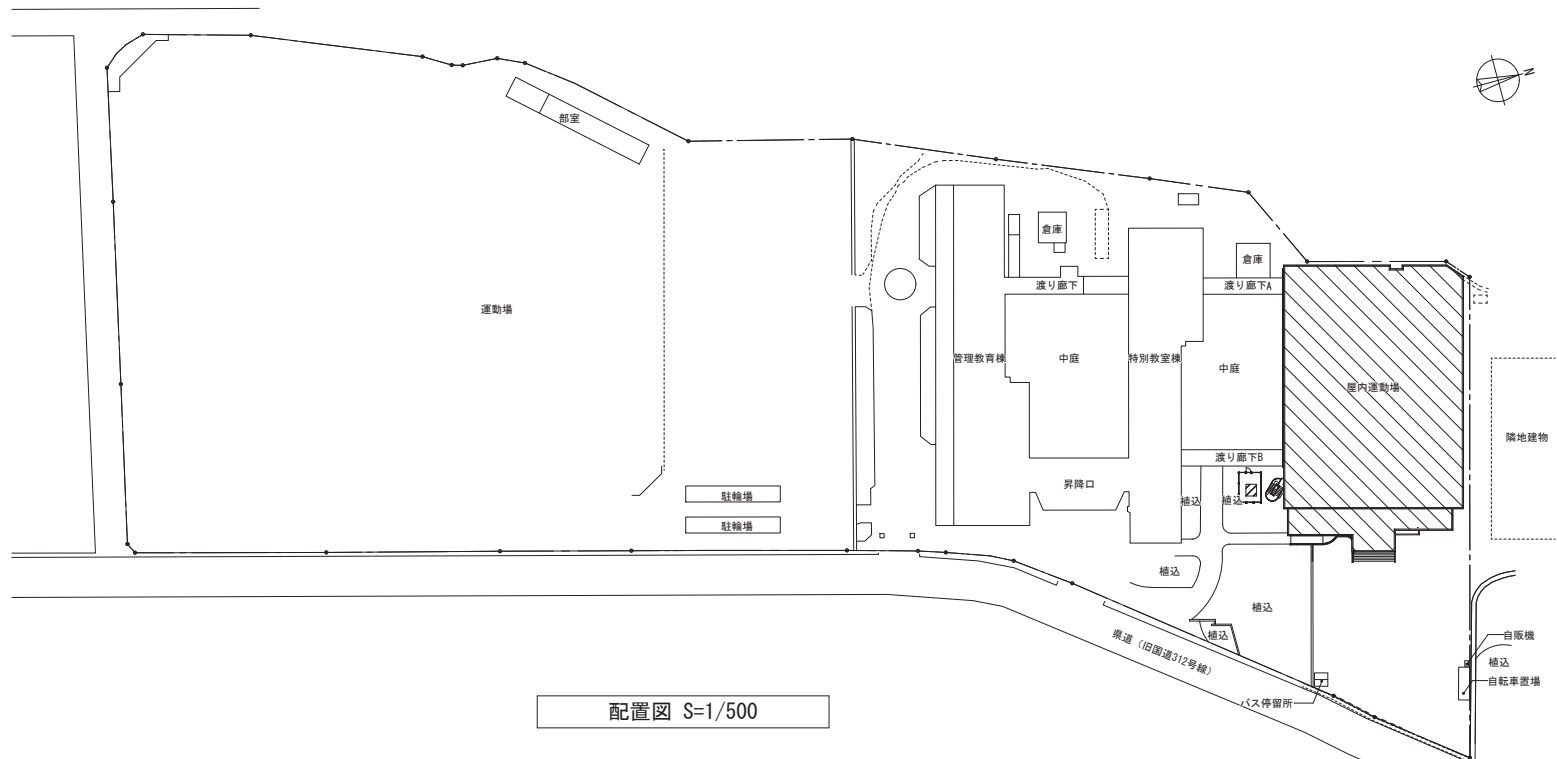 N
部室
倉庫
倉庫
渡り廊下
渡り廊下A
運動場
管理教育棟
中庭
特別教室棟
中庭
屋内運動場
隣地建物
渡り廊下B
昇降口
駐輪場
駐輪場
植込
植込
植込
植込
植込
県道（旧国道312号線）
自販機
植込
自転車置場
バス停留所
配置図 S=1/500